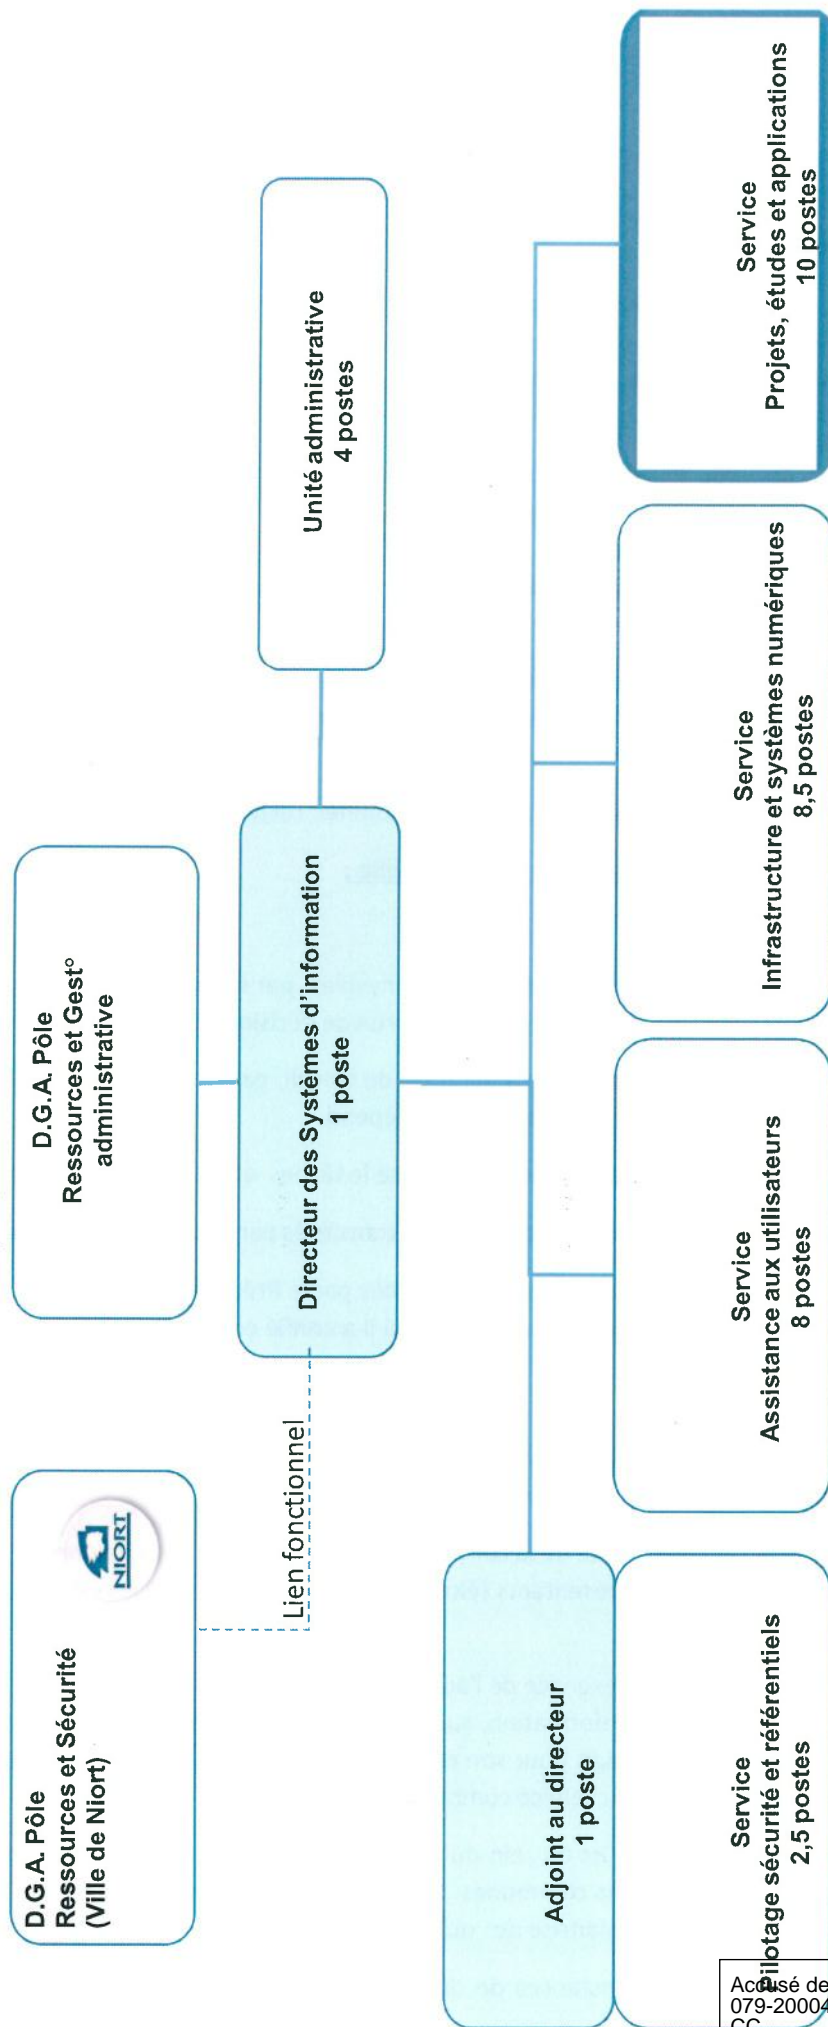 D.G.A. Pôle
Ressources et Sécurité
(Ville de Niort)
NIORT
D.G.A. Pôle
Ressources et Gest°
administrative
Lien fonctionnel
Directeur des Systèmes d'information
1 poste
Unité administrative
4 postes
Adjoint au directeur
1 poste
Service
Pilotage sécurité et référentiels
2,5 postes
Service
Assistance aux utilisateurs
8 postes
Service
Infrastructure et systèmes numériques
8,5 postes
Service
Projets, études et applications
10 postes
Accusé de
079-20004